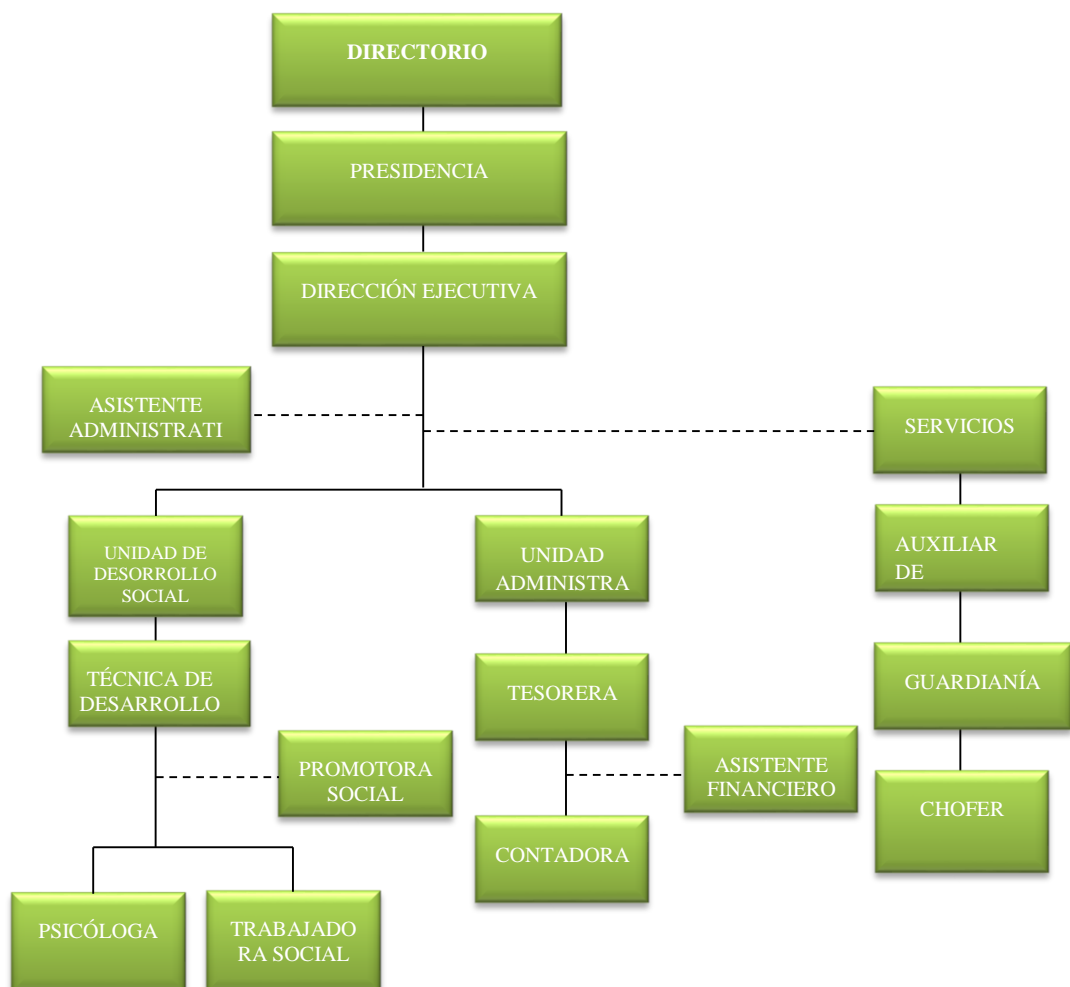 DIRECTORIO
PRESIDENCIA
DIRECCIÓN EJECUTIVA
ASISTENTE
ADMINISTRATI
SERVICIOS
UNIDAD DE
DESORROLLO
SOCIAL
UNIDAD
ADMINISTRA
AUXILIAR
DE
TÉCNICA DE
DESARROLLO
TESORERA
GUARDIANÍA
PROMOTORA
SOCIAL
ASISTENTE
FINANCIERO
CHOFER
CONTADORA
PSICÓLOGA
TRABAJADO
RA SOCIAL